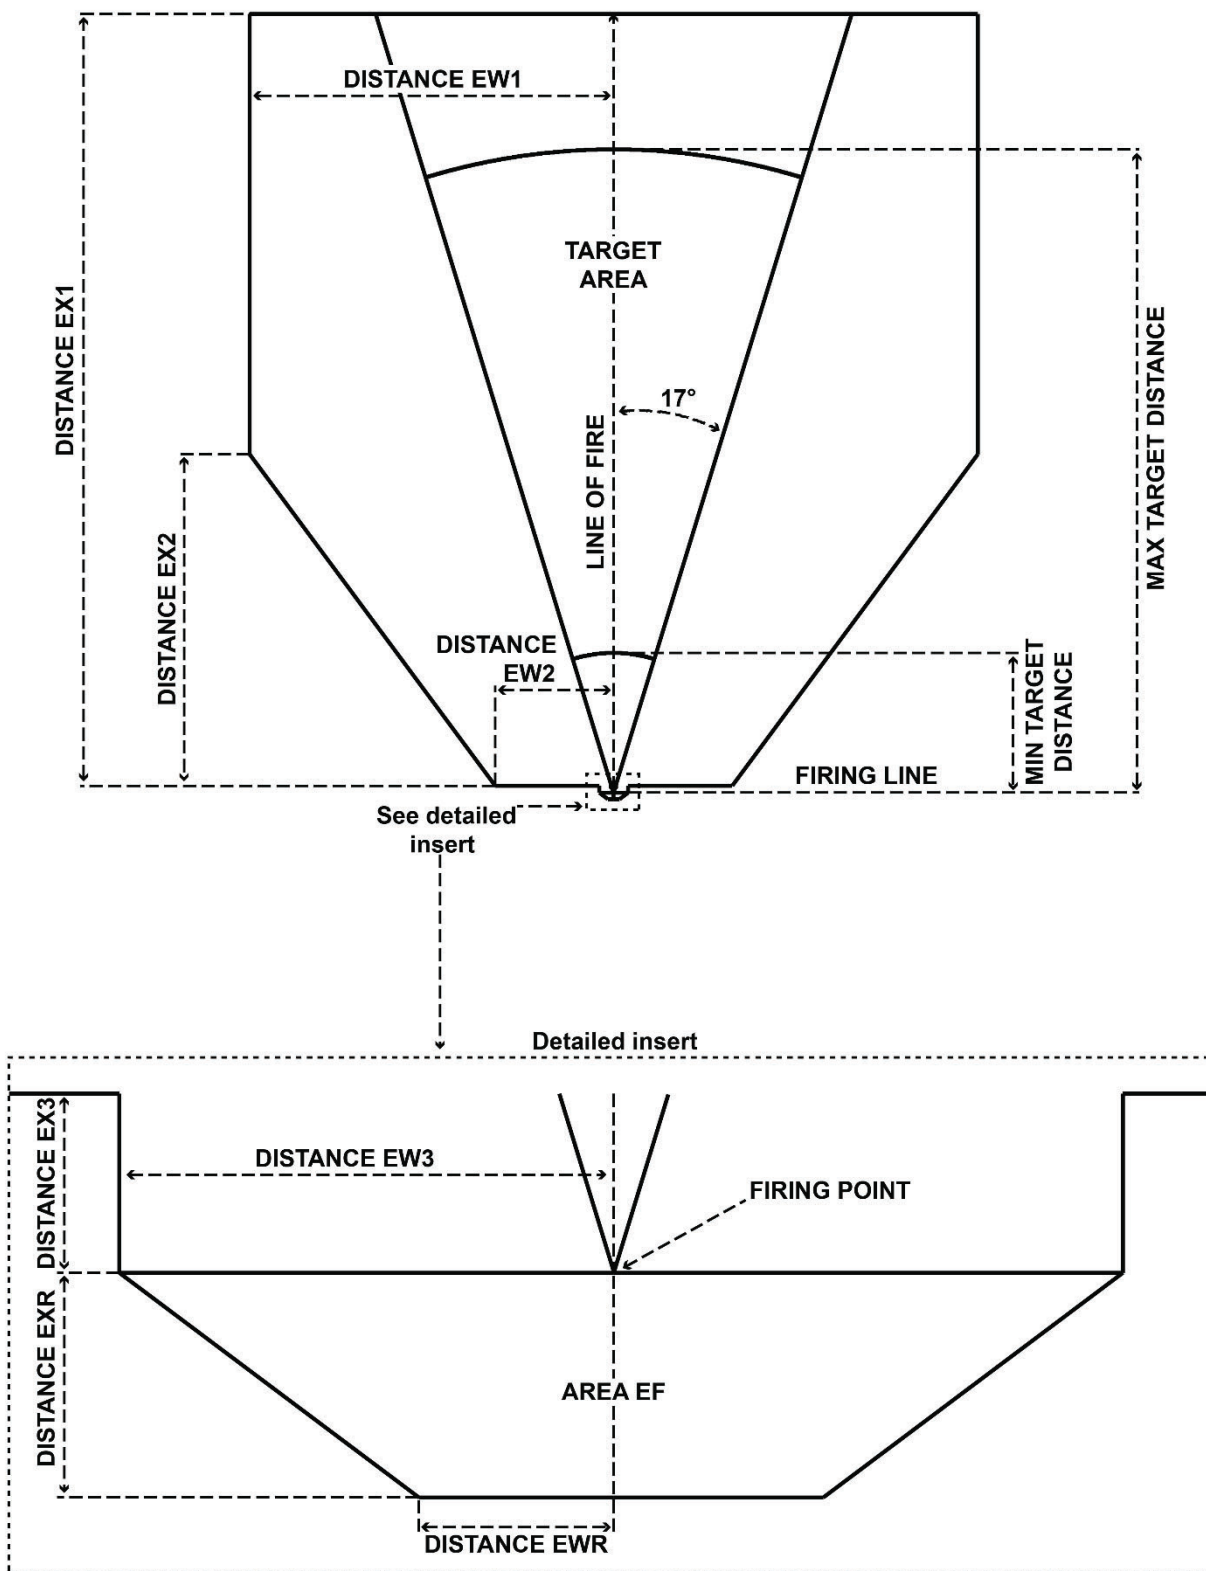 DISTANCE EW1
TARGET
AREA
DISTANCE EX1
17°
LINE OF FIRE
MAX TARGET DISTANCE
DISTANCE EX2
DISTANCE
EW2
MIN TARGET
DISTANCE
FIRING LINE
See detailed
insert
Detailed insert
DISTANCE EX3
DISTANCE EW3
FIRING POINT
DISTANCE EXR
AREA EF
DISTANCE EWR